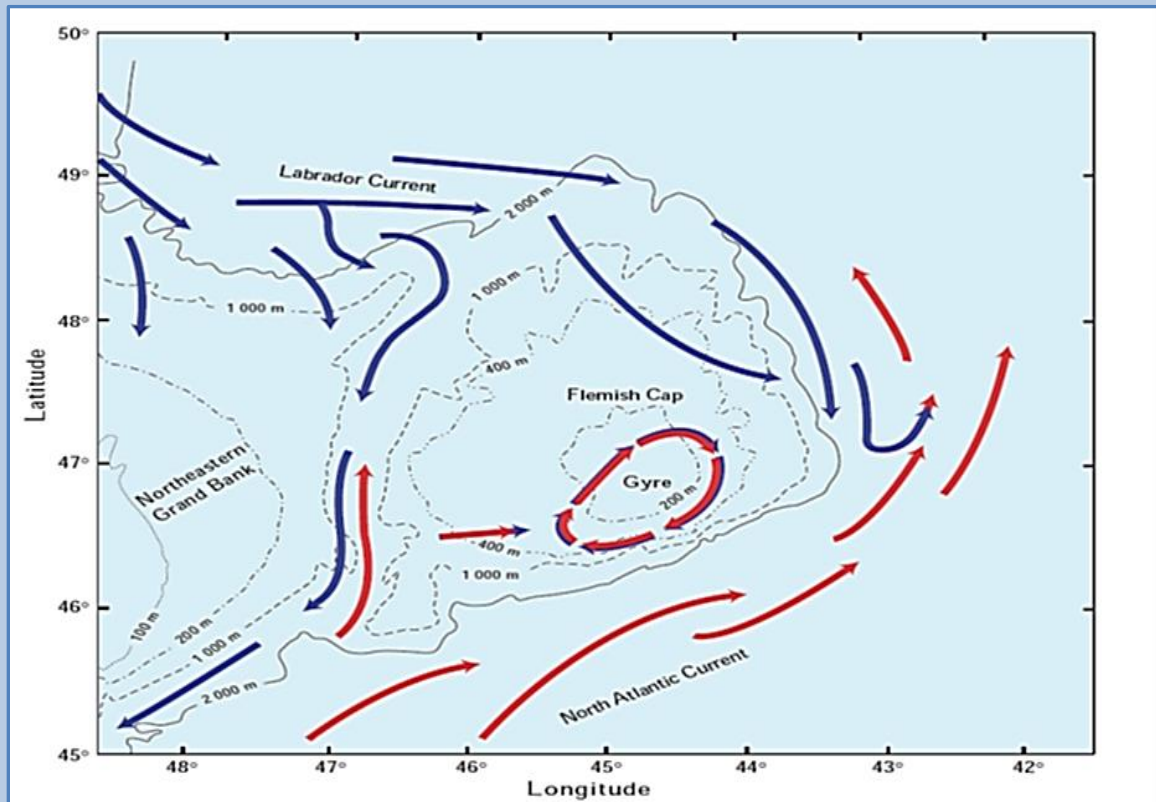 50°
49°
48°
47°
46°
45°
Latitude
Labrador Current
2 000 m
1 000 m
1 000 m
400 m
Flemish Cap
Northeastern
Grand Bank
Gyre
200 m
400 m
1 000 m
100 m
200 m
1 000 m
2 000 m
North Atlantic Current
48°
47°
46°
45°
44°
43°
42°
Longitude